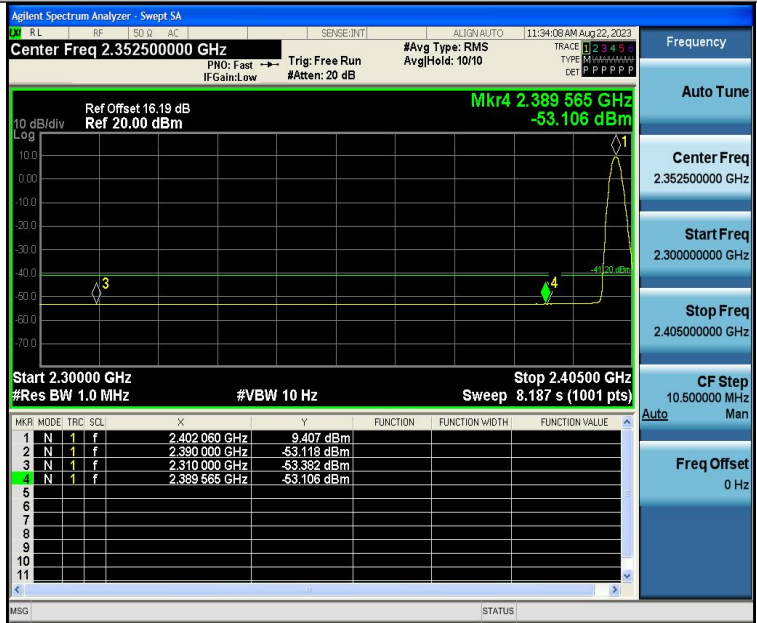 Agilent Spectrum Analyzer - Swept SA
RL RF 50 Ω AC SENSE:INT ALIGN AUTO 11:34:08 AM Aug 22, 2023
Center Freq 2.352500000 GHz
PNO: Fast
IFGain:Low
Trig: Free Run
#Atten: 20 dB
#Avg Type: RMS
Avg|Hold: 10/10
TRACE 1 2 3 4 5 6
TYPE M WWWWW
DET P P P P P P
Ref Offset 16.19 dB
10 dB/div Ref 20.00 dBm
Log
Mkr4 2.389 565 GHz
-53.106 dBm
1
10.0
0.00
-10.0
-20.0
-30.0
-40.0
-41.20 dBm
3
4
-50.0
-60.0
-70.0
Start 2.30000 GHz Stop 2.40500 GHz
#Res BW 1.0 MHz #VBW 10 Hz Sweep 8.187 s (1001 pts)
MKR MODE TRC SCL X Y FUNCTION FUNCTION WIDTH FUNCTION VALUE
1 N 1 f 2.402 060 GHz 9.407 dBm
2 N 1 f 2.390 000 GHz -53.118 dBm
3 N 1 f 2.310 000 GHz -53.382 dBm
4 N 1 f 2.389 565 GHz -53.106 dBm
5
6
7
8
9
10
11
MSG STATUS
Frequency
Auto Tune
Center Freq
2.352500000 GHz
Start Freq
2.300000000 GHz
Stop Freq
2.405000000 GHz
CF Step
10.500000 MHz
Auto Man
Freq Offset
0 Hz